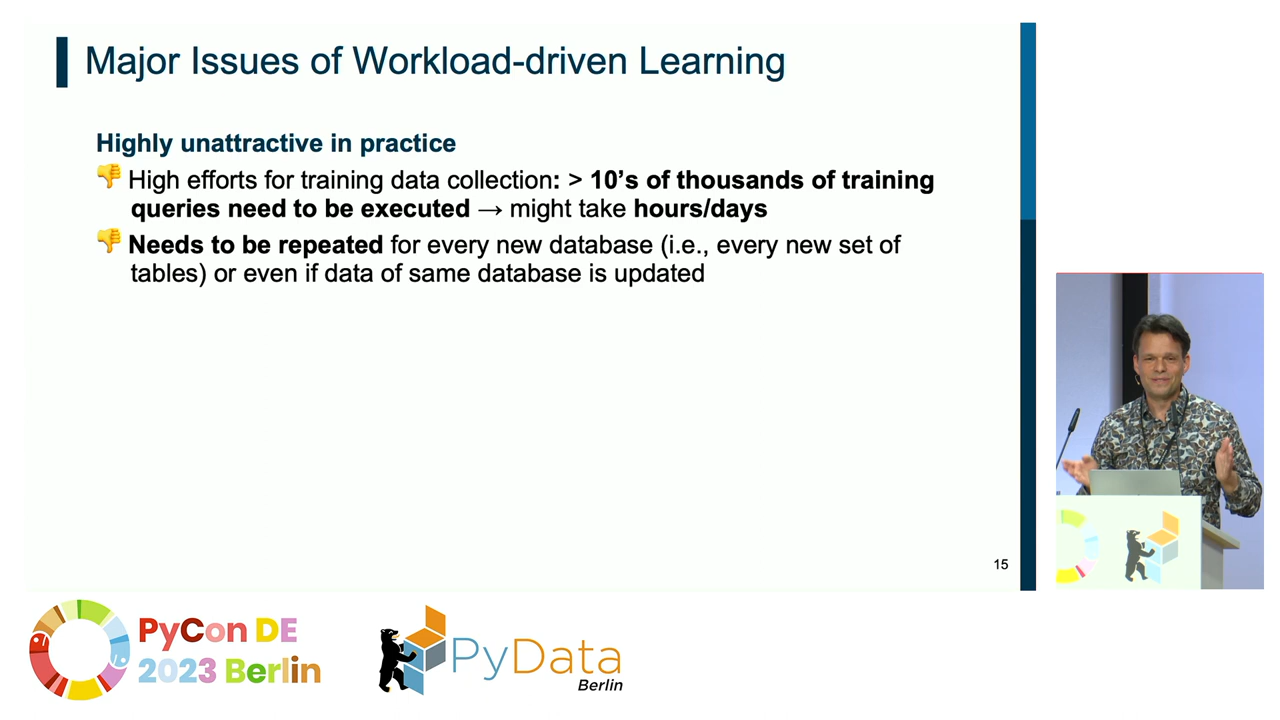 Major Issues of Workload-driven Learning
Highly unattractive in practice
👎 High efforts for training data collection: > 10’s of thousands of training
queries need to be executed → might take hours/days
👎 Needs to be repeated for every new database (i.e., every new set of
tables) or even if data of same database is updated
15
PyCon DE
2023 Berlin
PyData
Berlin